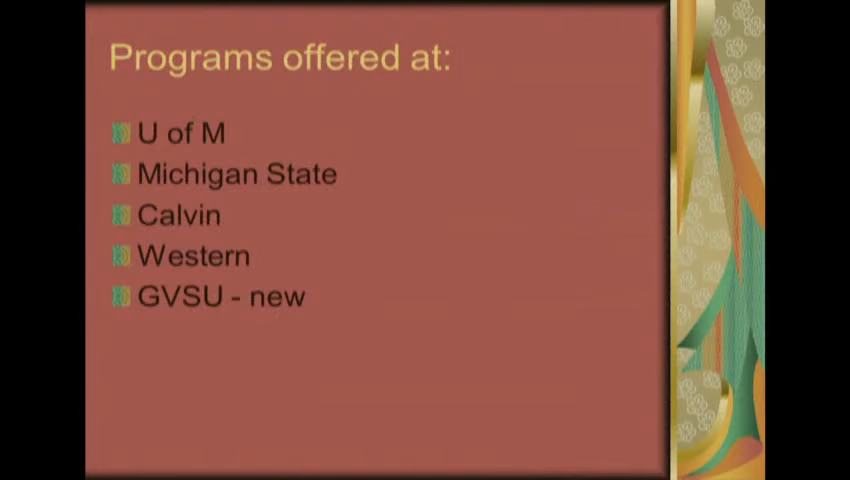 Programs offered at:
U of M
Michigan State
Calvin
Western
GVSU - new